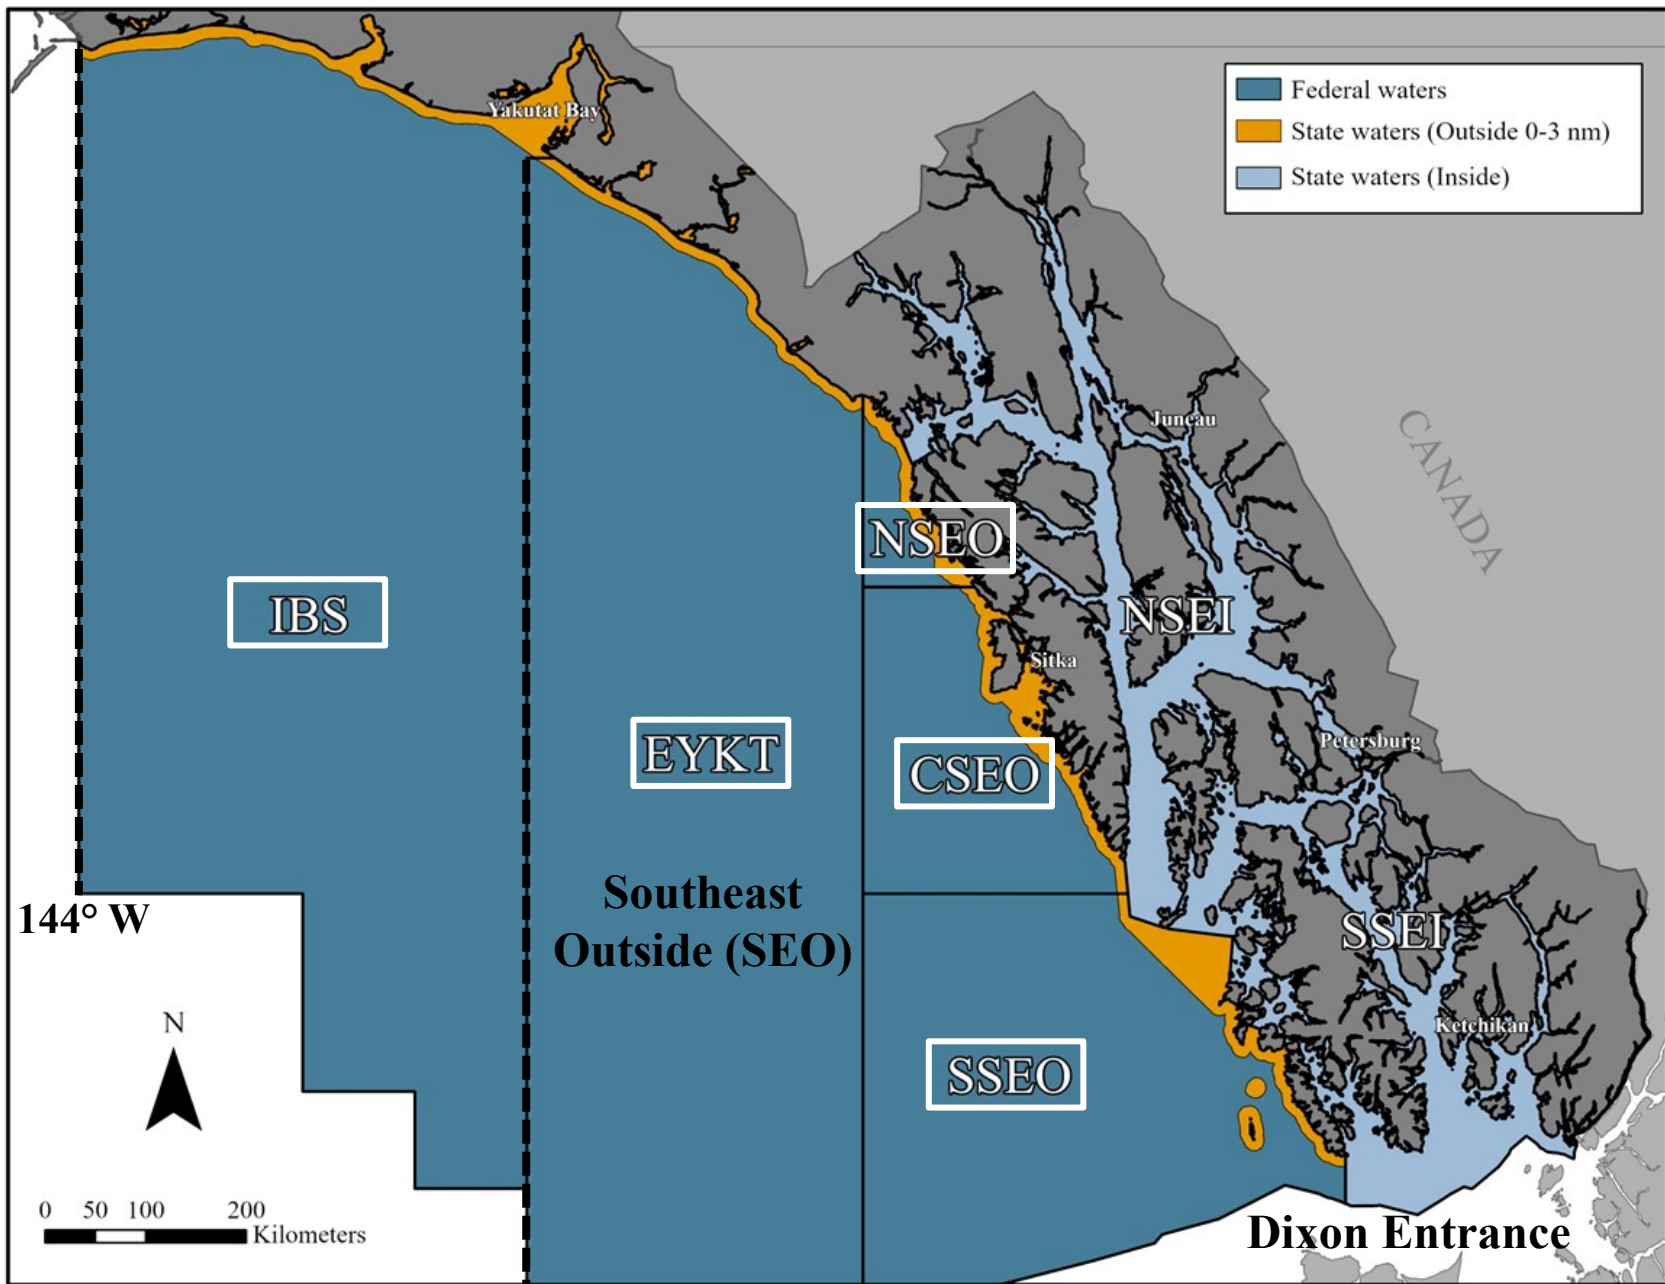 Federal waters
State waters (Outside 0-3 nm)
State waters (Inside)
Yakutat Bay
Juneau
CANADA
NSEO
IBS
NSEI
Sitka
EYKT
CSEO
Petersburg
Southeast
Outside (SEO)
144° W
SSEI
N
Ketchikan
SSEO
0 50 100 200
Kilometers
Dixon Entrance